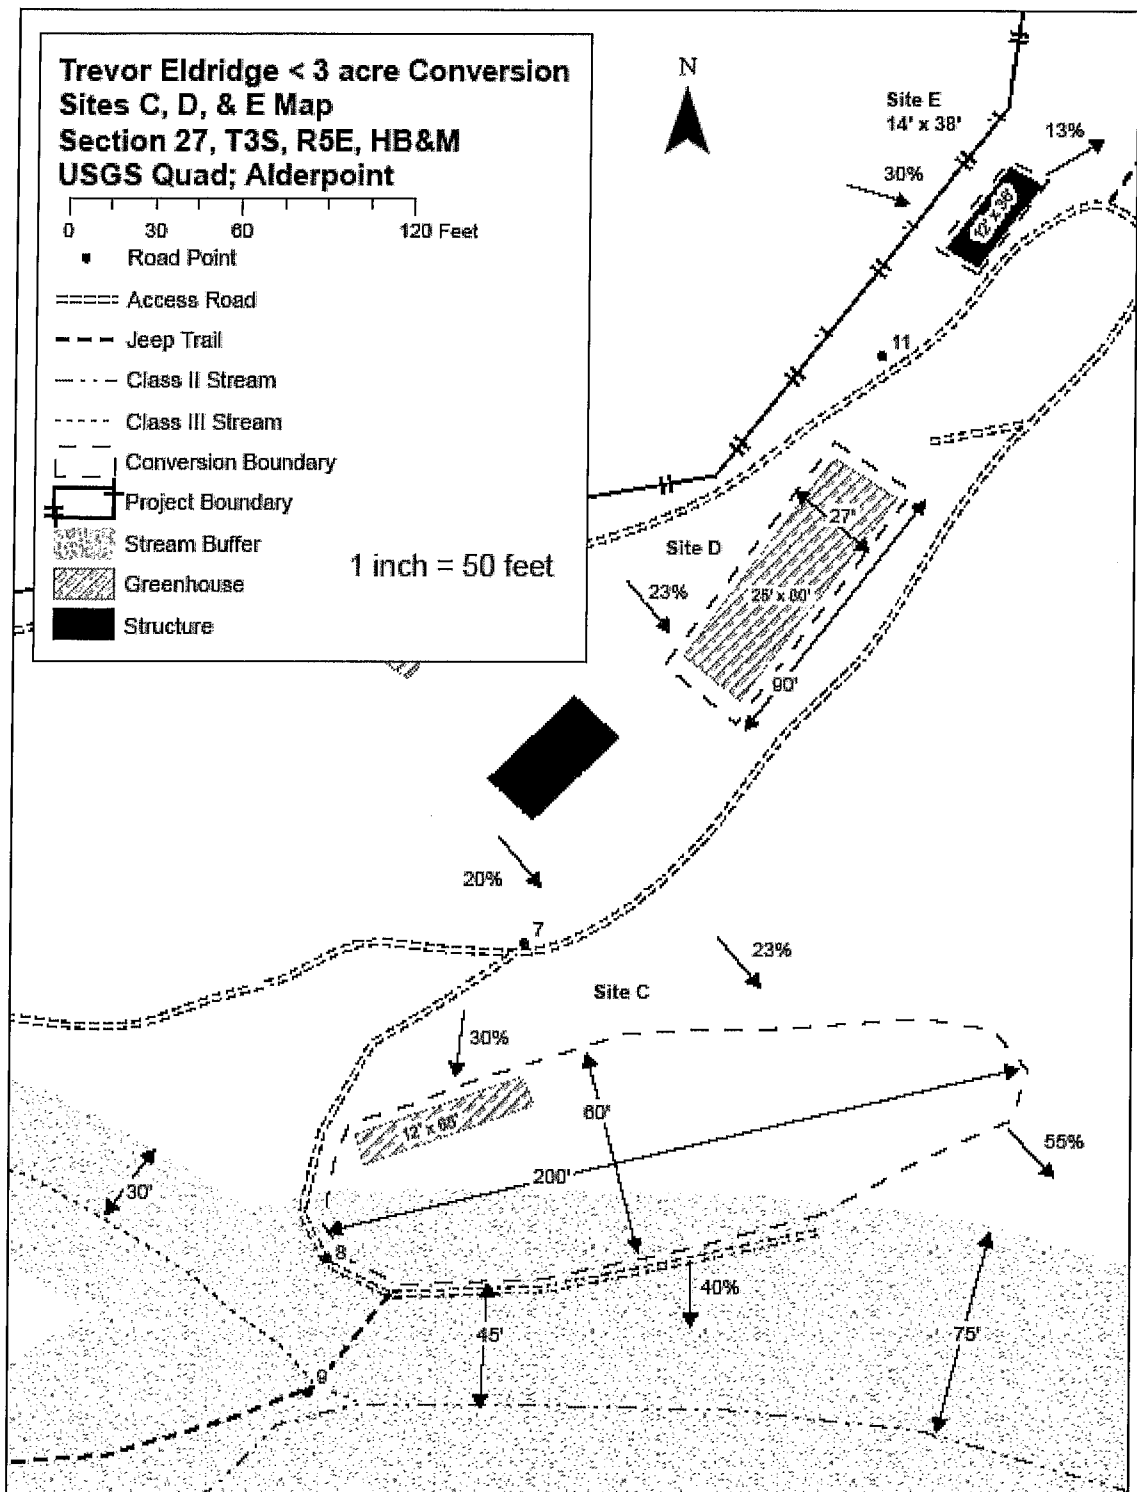 Trevor Eldridge < 3 acre Conversion
Sites C, D, & E Map
Section 27, T3S, R5E, HB&M
USGS Quad; Alderpoint
0 30 60 120 Feet
Road Point
Access Road
Jeep Trail
Class II Stream
Class III Stream
Conversion Boundary
Project Boundary
Stream Buffer
Greenhouse
Structure
1 inch = 50 feet
N
Site E
14' x 38'
13%
30%
12' x 36'
11
27'
Site D
23%
90'
20%
7
23%
Site C
30%
60'
200'
55%
30'
8
40%
45'
75'
9